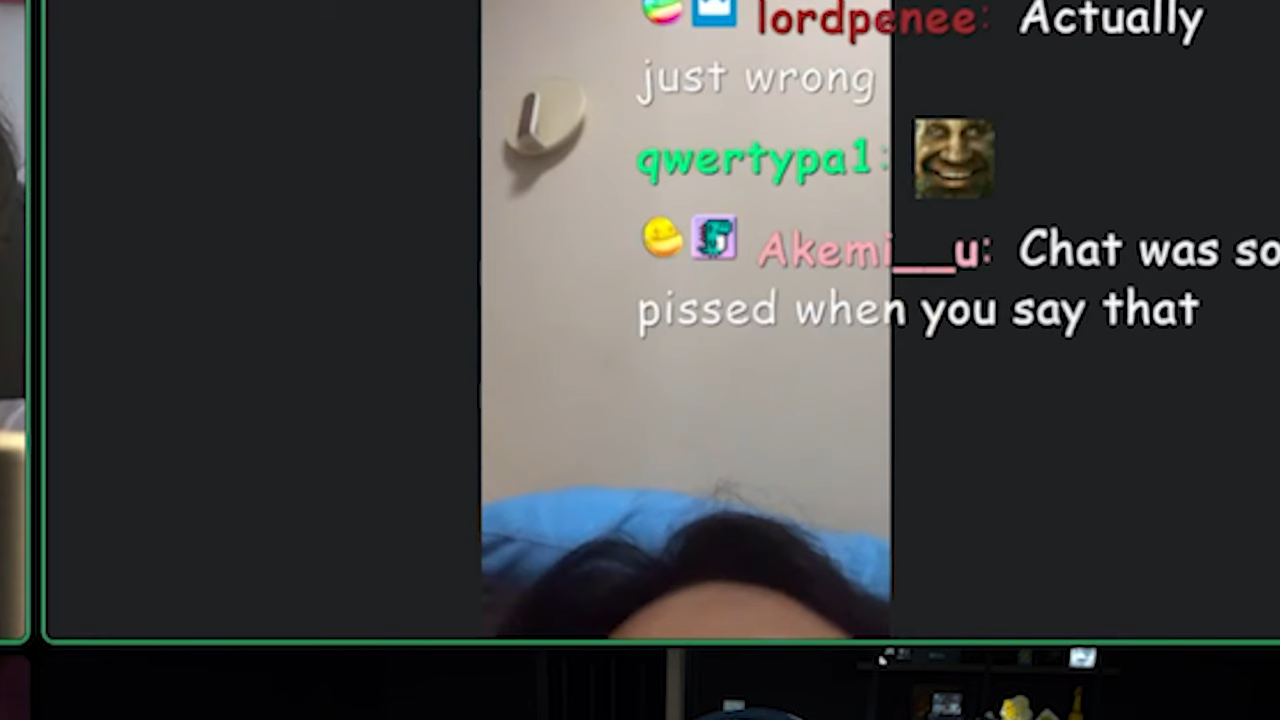 lordpenee: Actually
just wrong
qwertypa1:
Akemi__u: Chat was so
pissed when you say that